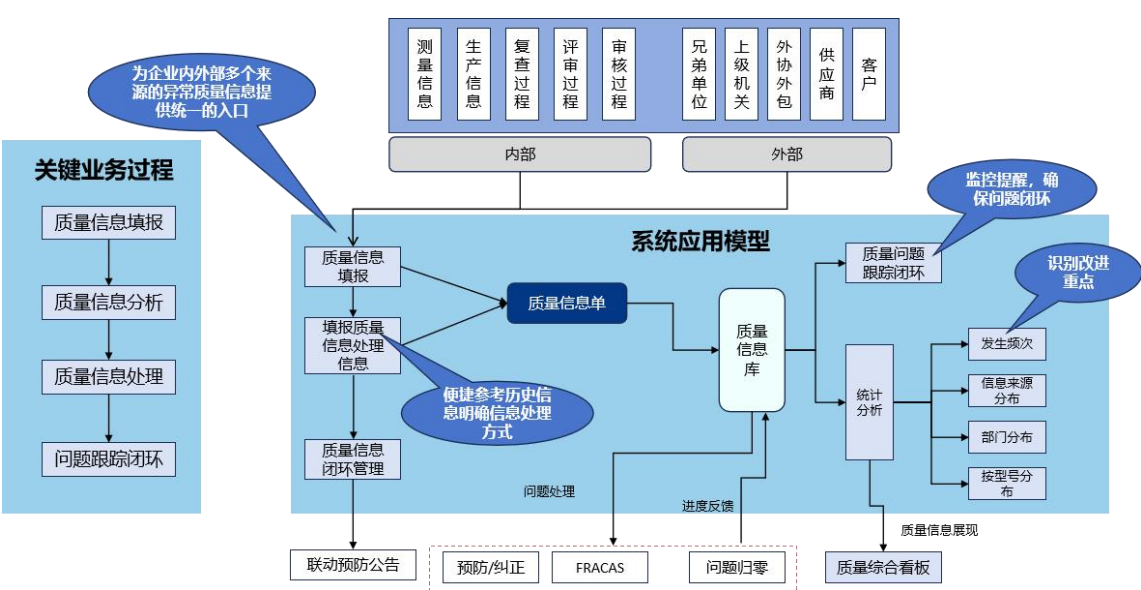 测量信息
生产信息
复查过程
评审过程
审核过程
兄弟单位
上级机关
外协外包
供应商
客户
内部
外部
为企业内外部多个来
源的异常质量信息提
供统一的入口
关键业务过程
质量信息填报
质量信息分析
质量信息处理
问题跟踪闭环
系统应用模型
质量信息
填报
填报质量
信息处理
信息
质量信息
闭环管理
便捷参考历史信
息明确信息处理
方式
质量信息单
质量
信息
库
质量问题
跟踪闭环
监控提醒，确
保问题闭环
识别改进
重点
统计
分析
发生频次
信息来源
分布
部门分布
按型号分
布
问题处理
进度反馈
质量信息展现
联动预防公告
预防/纠正
FRACAS
问题归零
质量综合看板